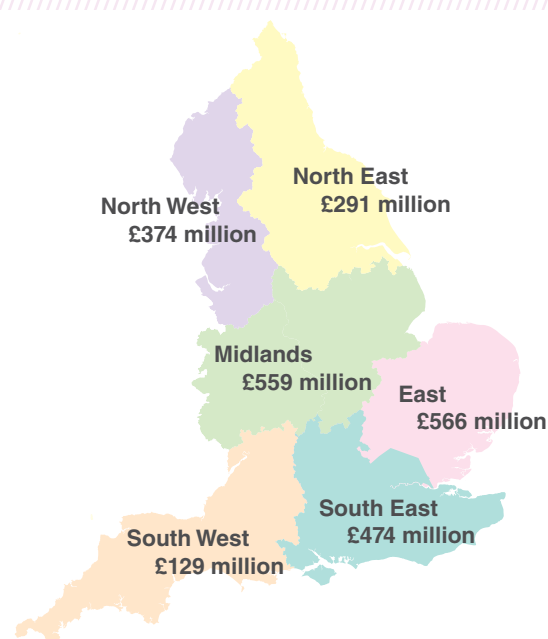 North East
£291 million
North West
£374 million
Midlands
£559 million
East
£566 million
South East
£474 million
South West
£129 million